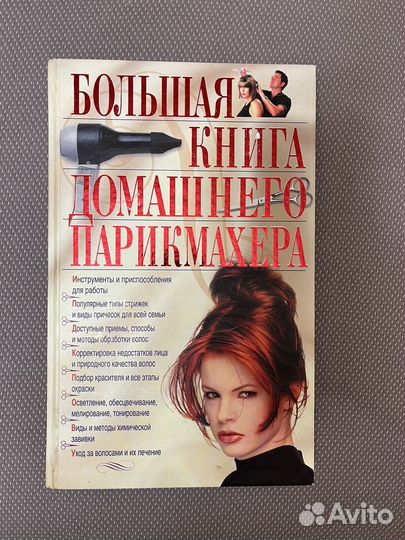 БОЛЬШАЯ
КНИГА
ДОМАШНЕГО
ПАРИКМАХЕРА
Инструменты и приспособления
для работы
Популярные типы стрижек
и виды причесок для всей семьи
Доступные приемы, способы
и методы обработки волос
Корректировка недостатков лица
и природного качества волос
Подбор красителя и все этапы
окраски
Осветление, обесцвечивание,
мелирование, тонирование
Виды и методы химической
завивки
Уход за волосами и их лечение
Avito